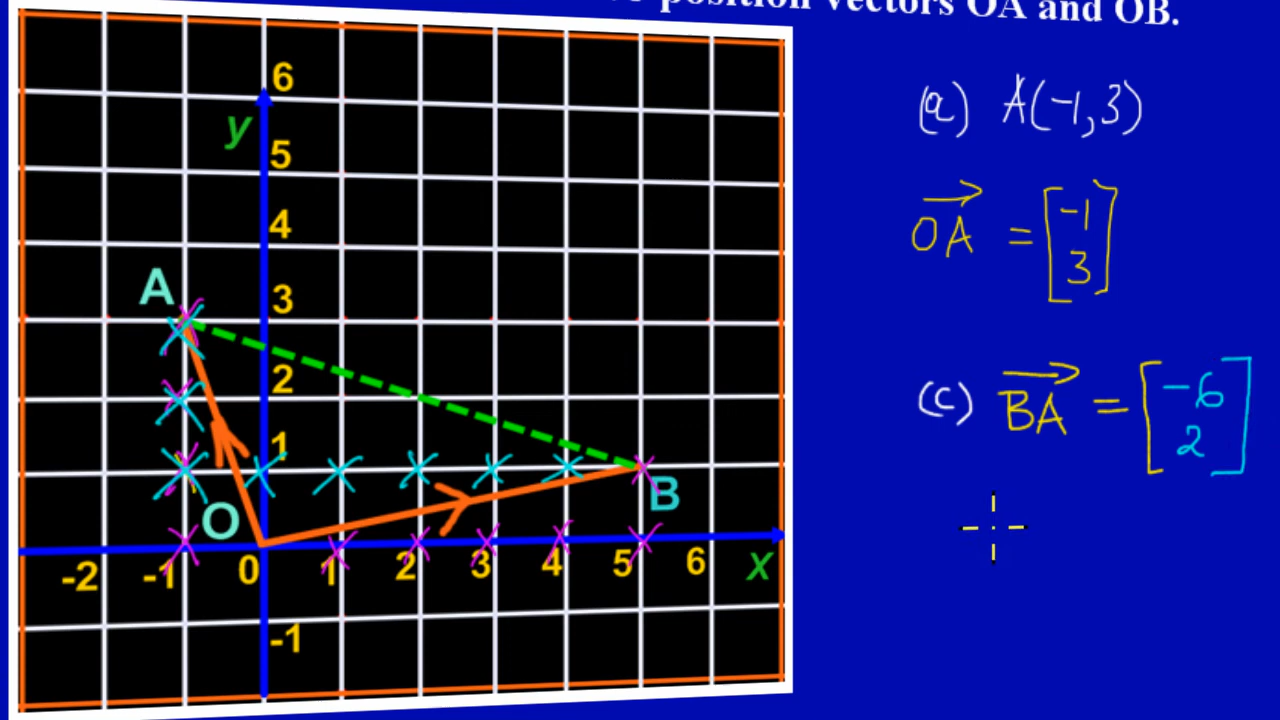 position vectors OA and OB.
6
y
5
4
A
3
2
1
O
B
-2 -1 0 1 2 3 4 5 6 x
-1
(a) A(-1,3)
OA = [-1
3]
(c) BA = [-6
2]